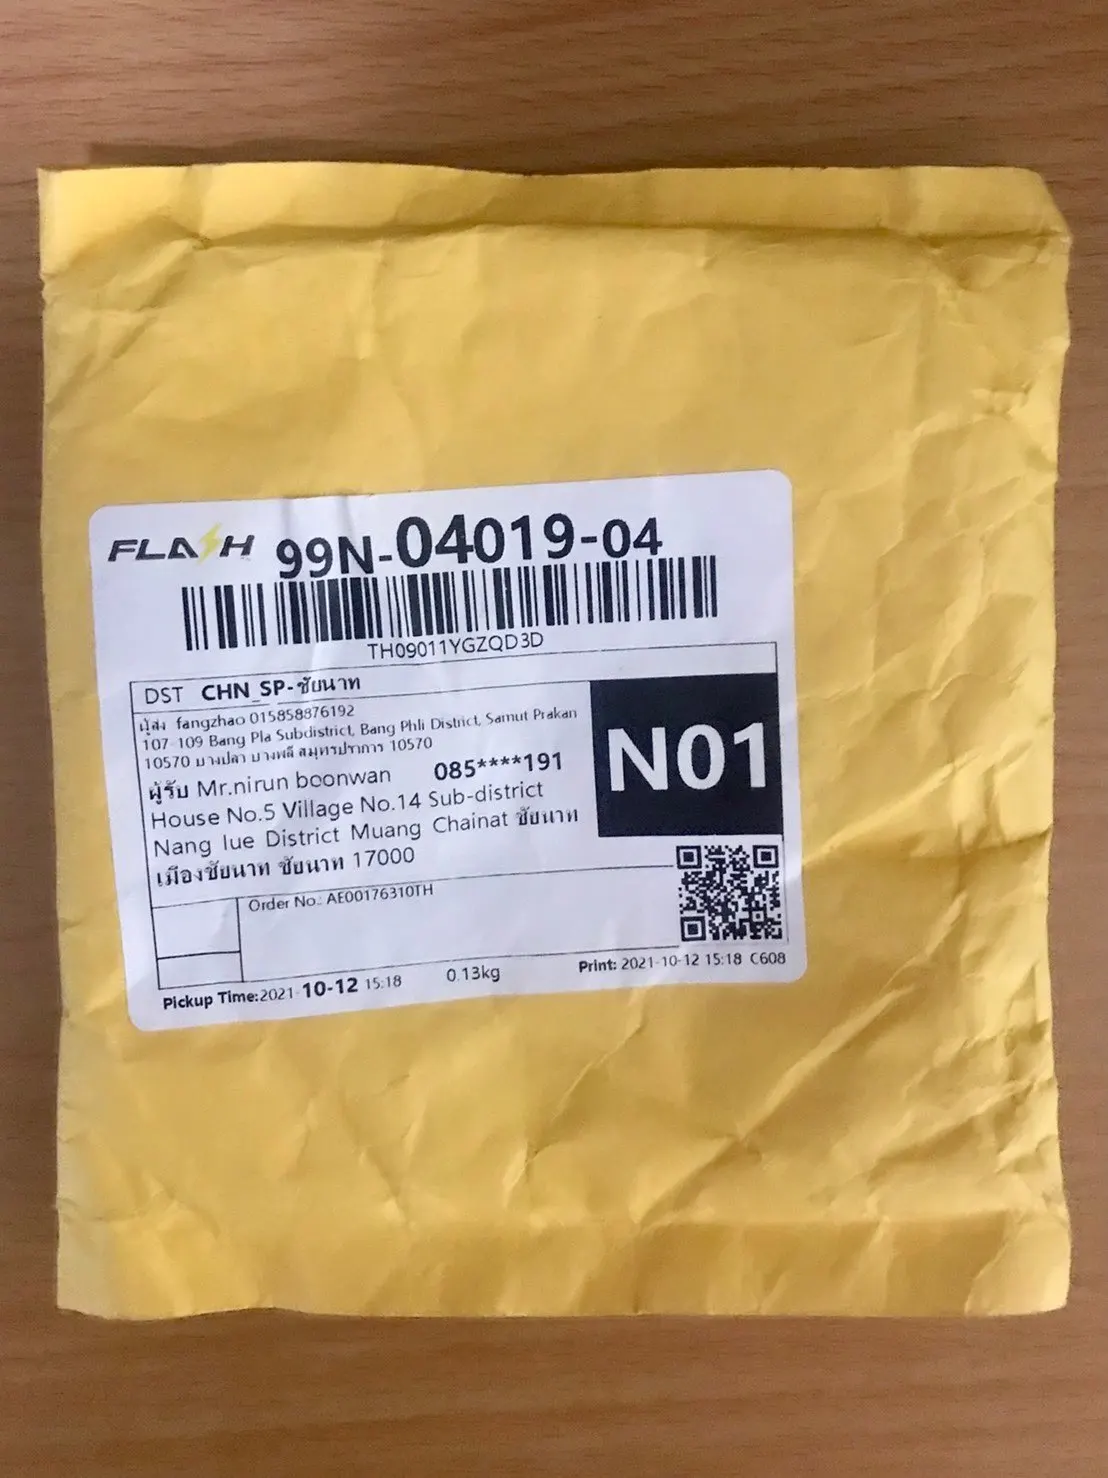 FLASH 99N-04019-04
TH09011YGZQD3D
DST CHN_SP-ชัยนาท
ผู้ส่ง fangzhao 015858876192
107-109 Bang Pla Subdistrict, Bang Phli District, Samut Prakan
10570 บางปลา บางพลี สมุทรปราการ 10570
N01
ผู้รับ Mr.nirun boonwan 085****191
House No.5 Village No.14 Sub-district
Nang lue District Muang Chainat ชัยนาท
เมืองชัยนาท ชัยนาท 17000
Order No.: AE00176310TH
Pickup Time:2021-10-12 15:18 0.13kg Print: 2021-10-12 15:18 C608